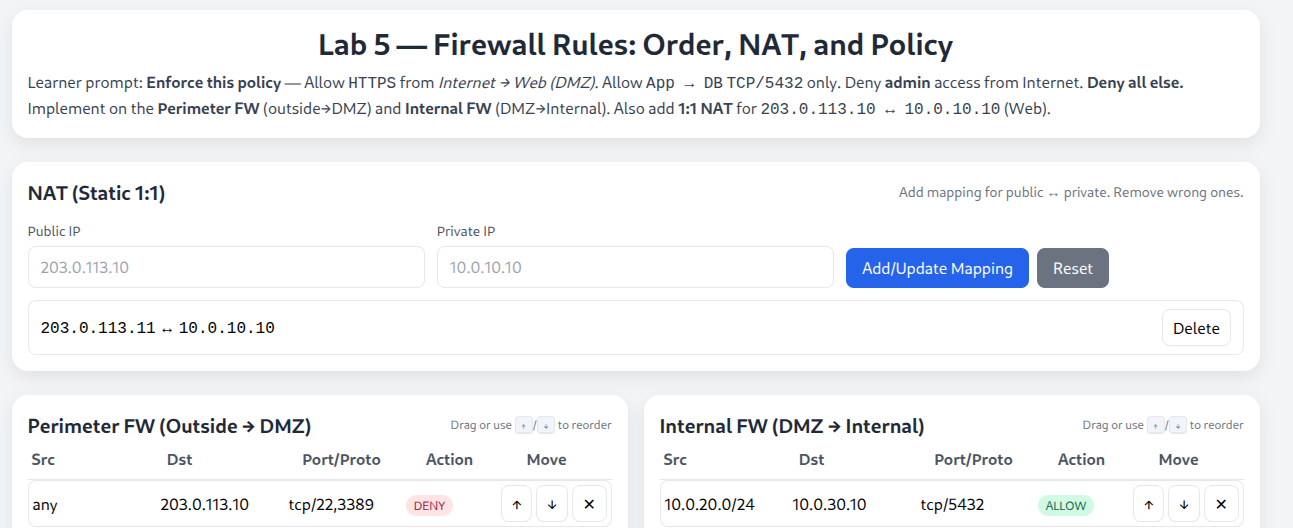 Lab 5 — Firewall Rules: Order, NAT, and Policy
Learner prompt: Enforce this policy — Allow HTTPS from Internet → Web (DMZ). Allow App → DB TCP/5432 only. Deny admin access from Internet. Deny all else.
Implement on the Perimeter FW (outside→DMZ) and Internal FW (DMZ→Internal). Also add 1:1 NAT for 203.0.113.10 ↔ 10.0.10.10 (Web).
NAT (Static 1:1)
Add mapping for public ↔ private. Remove wrong ones.
Public IP
Private IP
203.0.113.10
10.0.10.10
Add/Update Mapping
Reset
203.0.113.11 ↔ 10.0.10.10
Delete
Perimeter FW (Outside → DMZ)
Drag or use ↑/↓ to reorder
Src Dst Port/Proto Action Move
any 203.0.113.10 tcp/22,3389 DENY ↑ ↓ ✕
Internal FW (DMZ → Internal)
Drag or use ↑/↓ to reorder
Src Dst Port/Proto Action Move
10.0.20.0/24 10.0.30.10 tcp/5432 ALLOW ↑ ↓ ✕